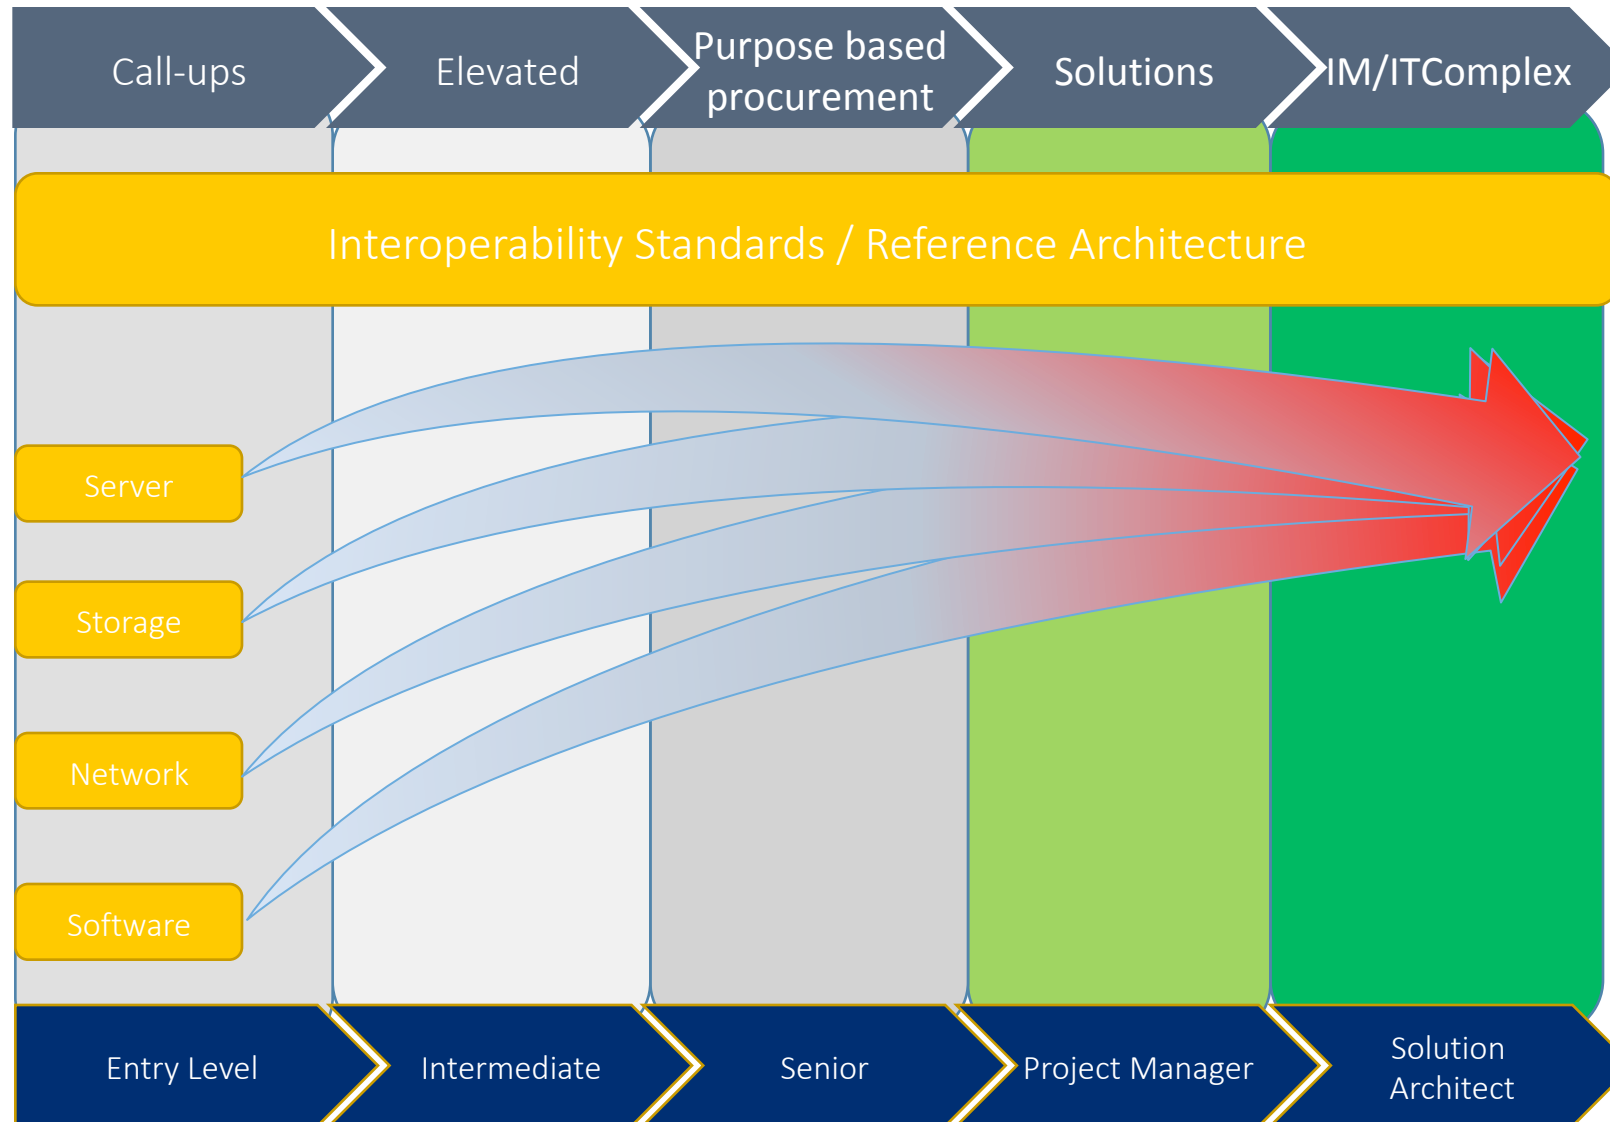 Call-ups
Elevated
Purpose based
procurement
Solutions
IM/ITComplex
Interoperability Standards / Reference Architecture
Server
Storage
Network
Software
Entry Level
Intermediate
Senior
Project Manager
Solution
Architect